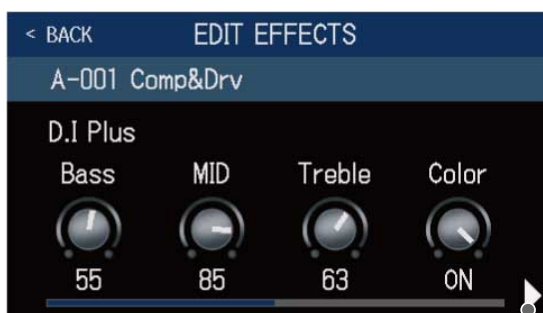 < BACK EDIT EFFECTS
A-001 Comp&Drv
D.I Plus
Bass MID Treble Color
55 85 63 ON